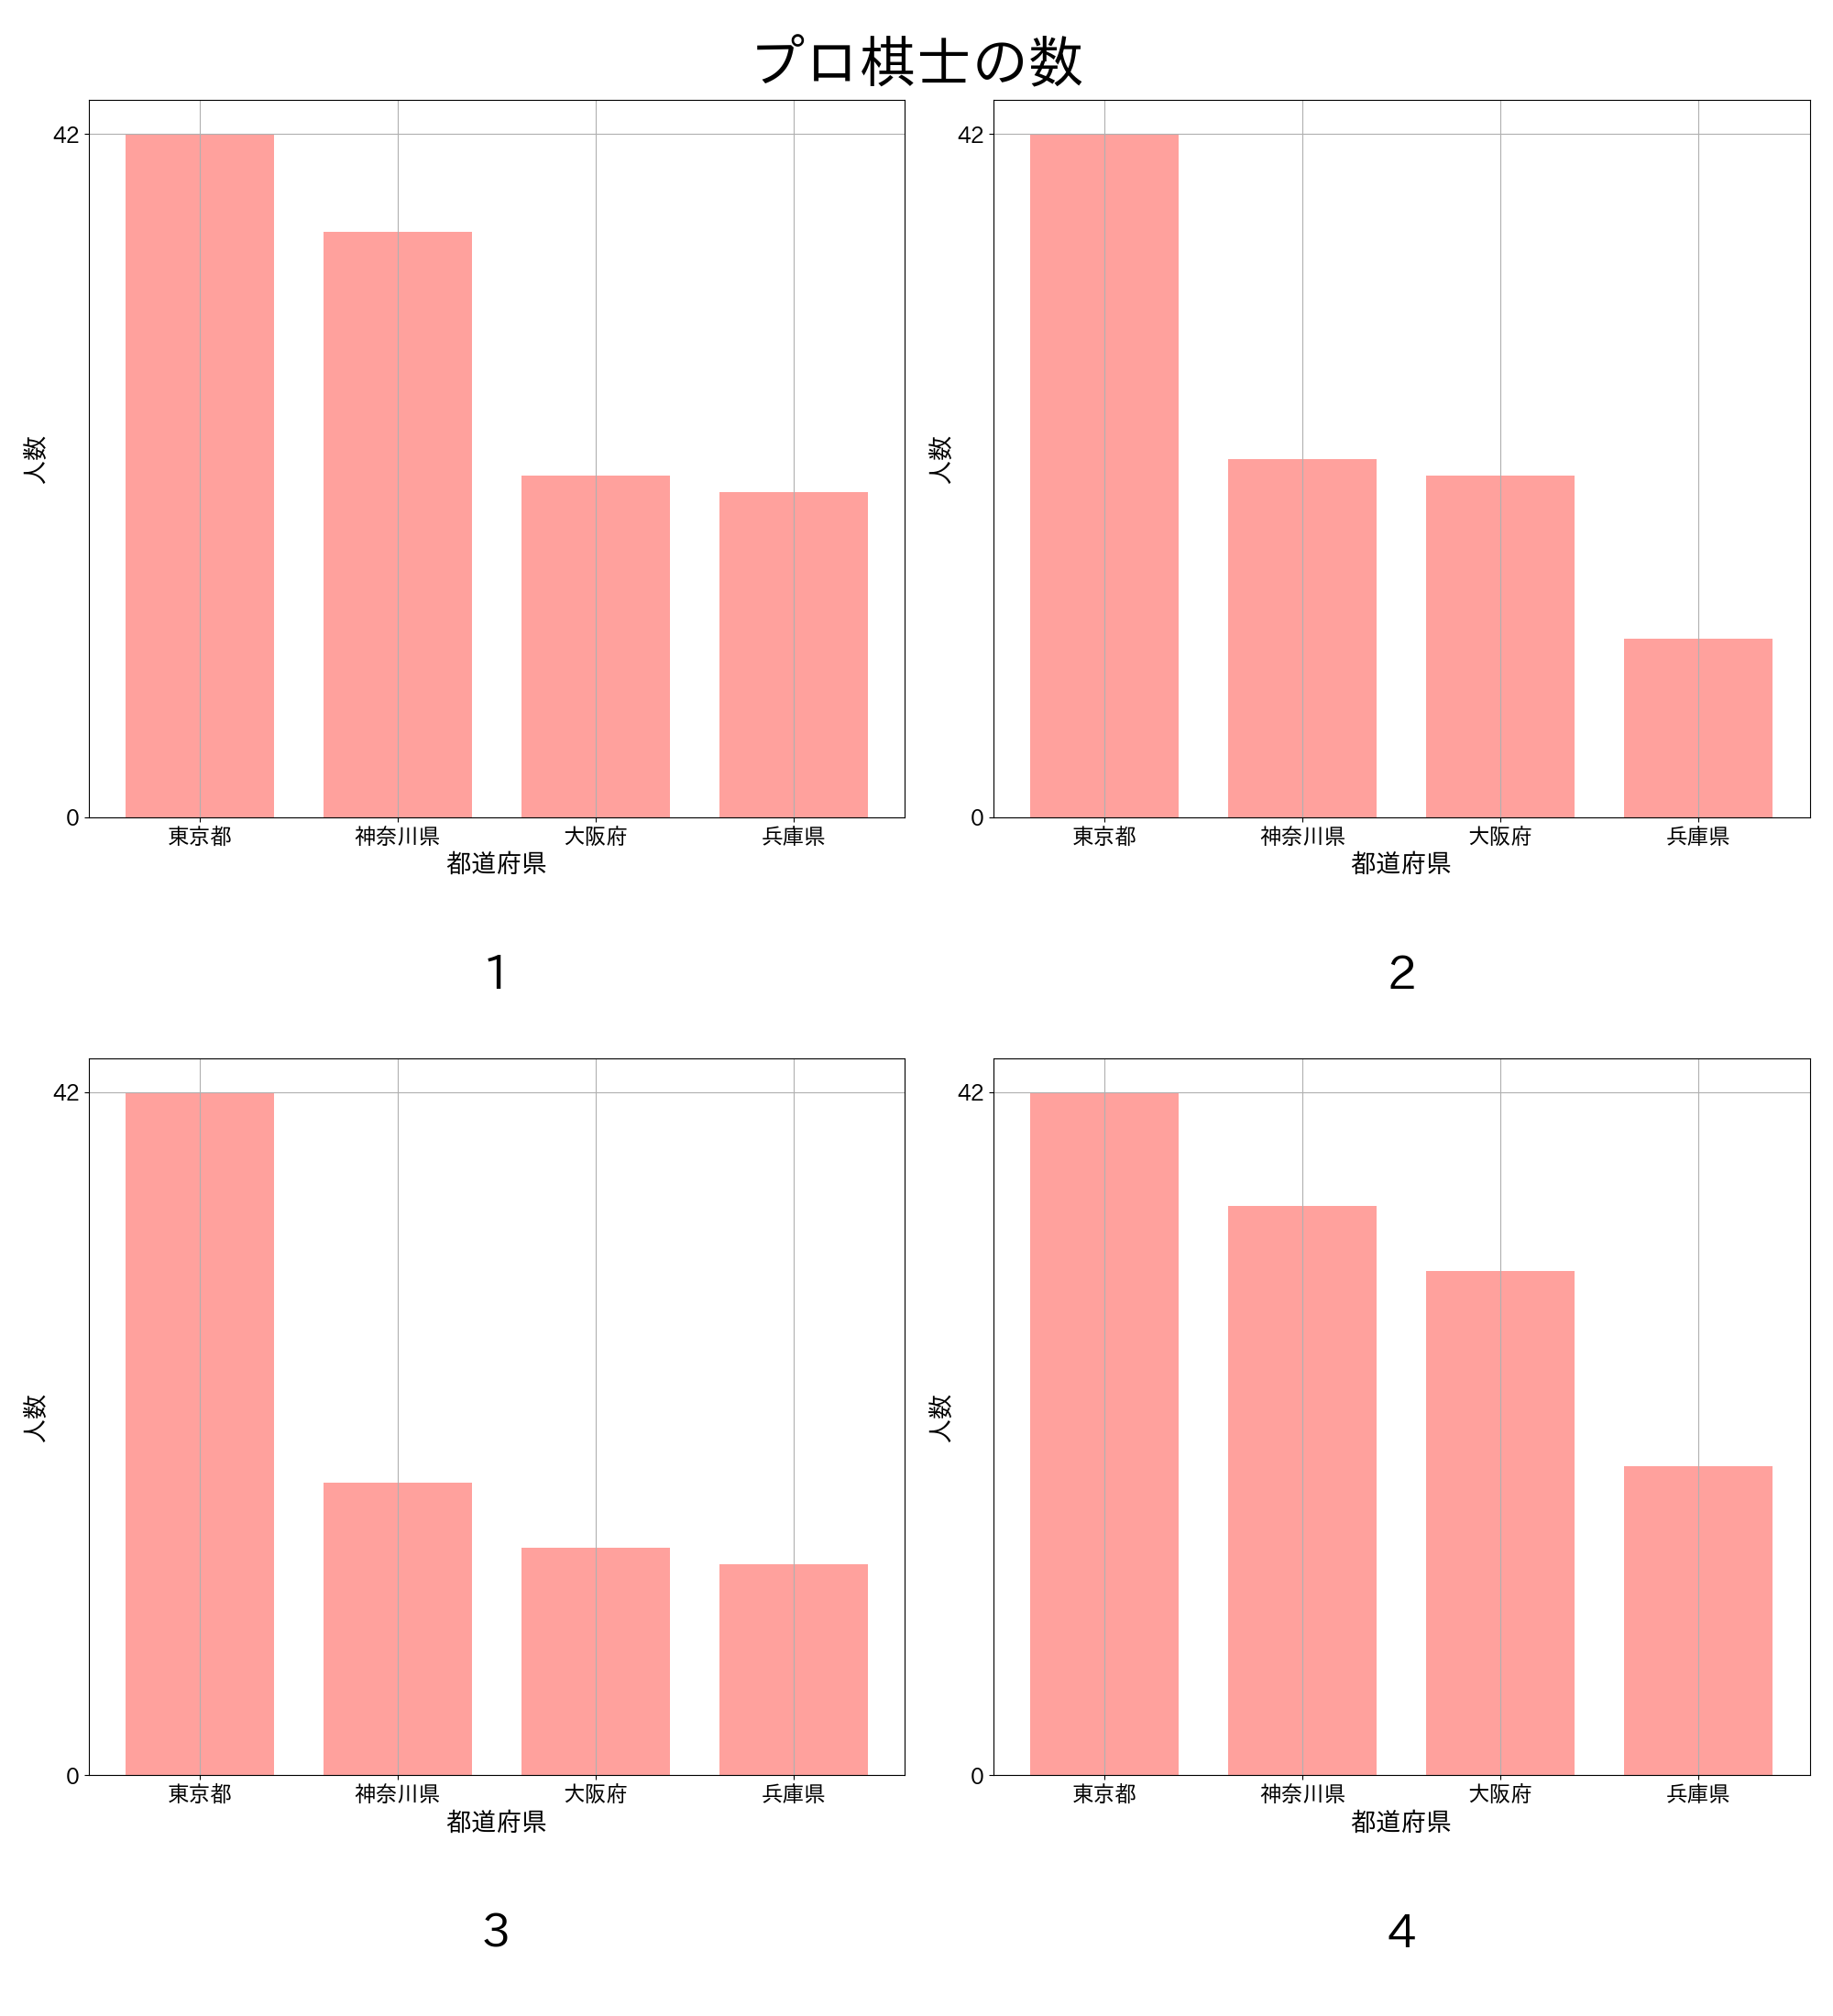 プロ棋士の数
42
人数
0
東京都 神奈川県 大阪府 兵庫県
都道府県
1
42
人数
0
東京都 神奈川県 大阪府 兵庫県
都道府県
2
42
人数
0
東京都 神奈川県 大阪府 兵庫県
都道府県
3
42
人数
0
東京都 神奈川県 大阪府 兵庫県
都道府県
4